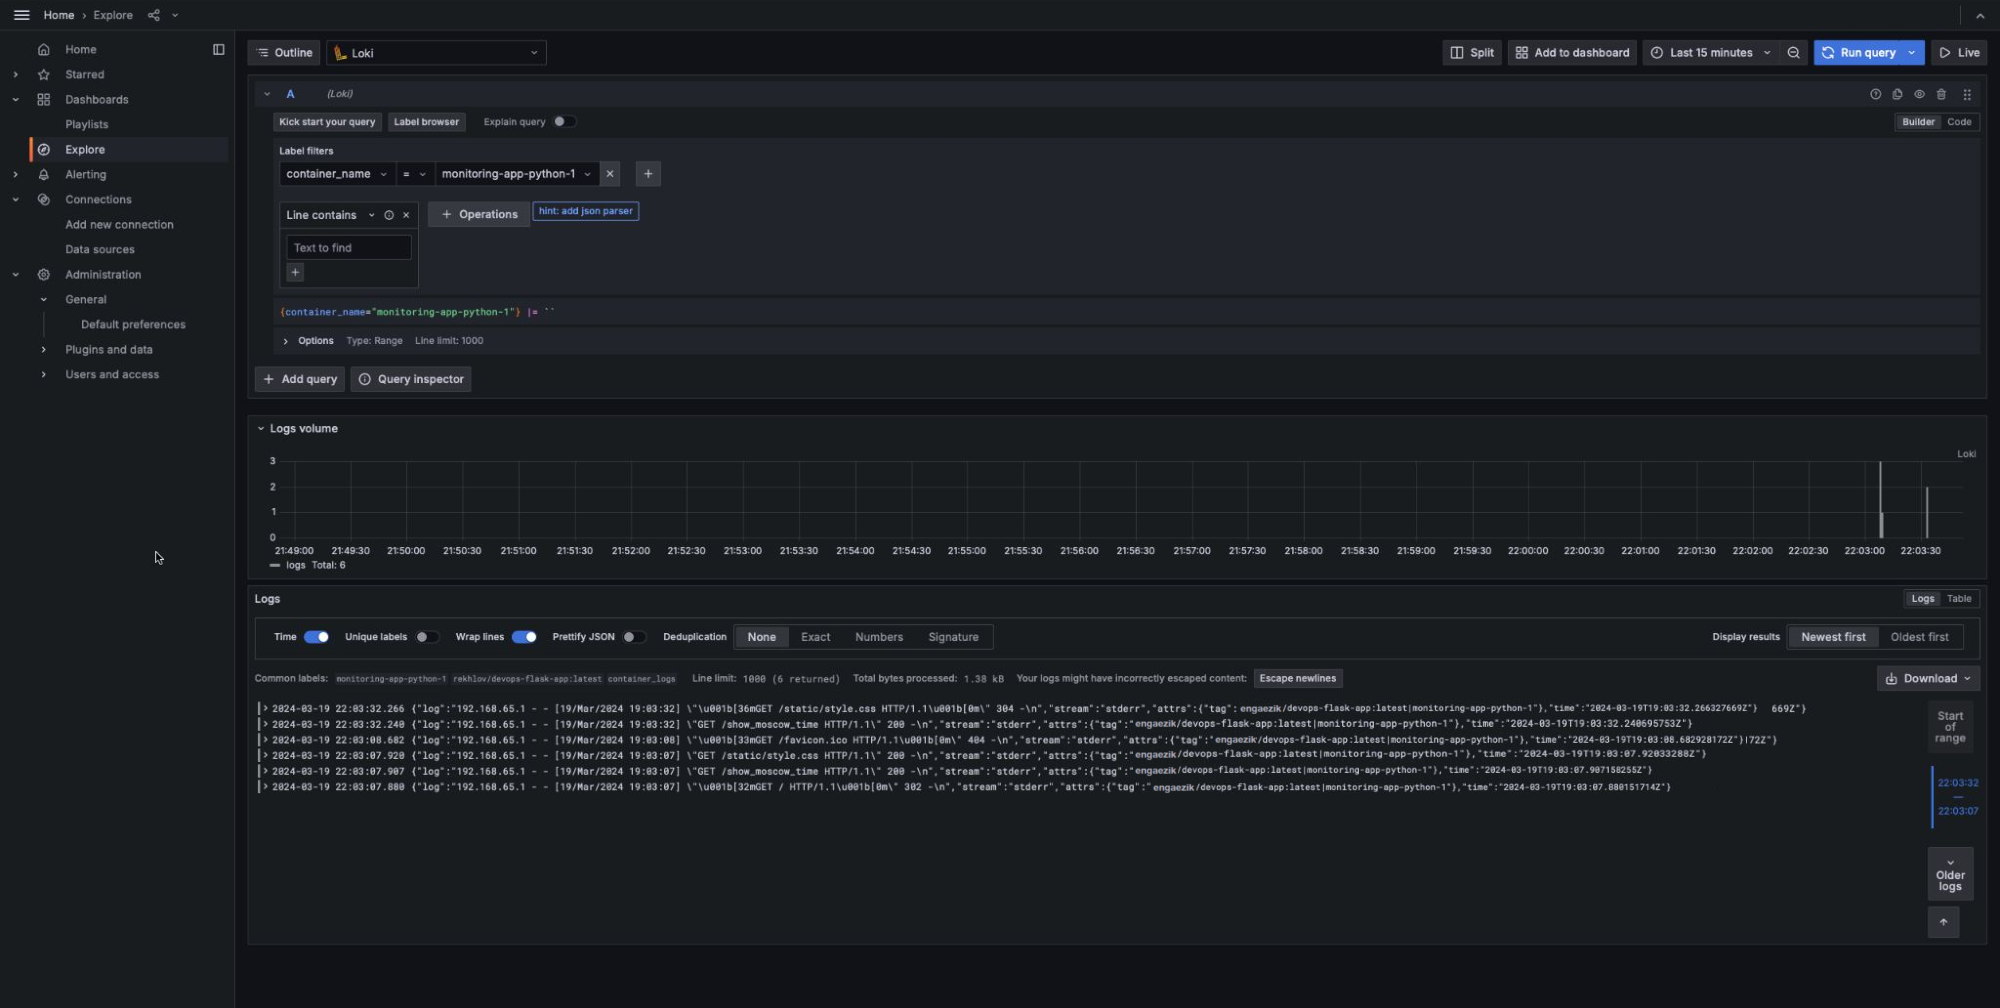 Home › Explore
Home
Starred
Dashboards
Playlists
Explore
Alerting
Connections
Add new connection
Data sources
Administration
General
Default preferences
Plugins and data
Users and access
Outline Loki Split Add to dashboard Last 15 minutes Run query Live
A (Loki)
Kick start your query Label browser Explain query Builder Code
Label filters
container_name = monitoring-app-python-1 × +
Line contains × + Operations hint: add json parser
Text to find
+
{container_name="monitoring-app-python-1"} |= ``
Options Type: Range Line limit: 1000
+ Add query Query inspector
Logs volume
Loki
3
2
1
0
21:49:00 21:49:30 21:50:00 21:50:30 21:51:00 21:51:30 21:52:00 21:52:30 21:53:00 21:53:30 21:54:00 21:54:30 21:55:00 21:55:30 21:56:00 21:56:30 21:57:00 21:57:30 21:58:00 21:58:30 21:59:00 21:59:30 22:00:00 22:00:30 22:01:00 22:01:30 22:02:00 22:02:30 22:03:00 22:03:30
logs Total: 6
Logs Logs Table
Time Unique labels Wrap lines Prettify JSON Deduplication None Exact Numbers Signature Display results Newest first Oldest first
Common labels: monitoring-app-python-1 rekhlov/devops-flask-app:latest container_logs Line limit: 1000 (6 returned) Total bytes processed: 1.38 kB Your logs might have incorrectly escaped content: Escape newlines Download
2024-03-19 22:03:32.266 {"log":"192.168.65.1 - - [19/Mar/2024 19:03:32] \"\u001b[36mGET /static/style.css HTTP/1.1\u001b[0m\" 304 -\n","stream":"stderr","attrs":{"tag":"engaezik/devops-flask-app:latest|monitoring-app-python-1"},"time":"2024-03-19T19:03:32.266327669Z"} 669Z"}
2024-03-19 22:03:32.240 {"log":"192.168.65.1 - - [19/Mar/2024 19:03:32] \"GET /show_moscow_time HTTP/1.1\" 200 -\n","stream":"stderr","attrs":{"tag":"engaezik/devops-flask-app:latest|monitoring-app-python-1"},"time":"2024-03-19T19:03:32.240695753Z"}
2024-03-19 22:03:08.682 {"log":"192.168.65.1 - - [19/Mar/2024 19:03:08] \"\u001b[33mGET /favicon.ico HTTP/1.1\u001b[0m\" 404 -\n","stream":"stderr","attrs":{"tag":"engaezik/devops-flask-app:latest|monitoring-app-python-1"},"time":"2024-03-19T19:03:08.682928172Z"}172Z"}
2024-03-19 22:03:07.920 {"log":"192.168.65.1 - - [19/Mar/2024 19:03:07] \"GET /static/style.css HTTP/1.1\" 200 -\n","stream":"stderr","attrs":{"tag":"engaezik/devops-flask-app:latest|monitoring-app-python-1"},"time":"2024-03-19T19:03:07.92033288Z"}
2024-03-19 22:03:07.907 {"log":"192.168.65.1 - - [19/Mar/2024 19:03:07] \"GET /show_moscow_time HTTP/1.1\" 200 -\n","stream":"stderr","attrs":{"tag":"engaezik/devops-flask-app:latest|monitoring-app-python-1"},"time":"2024-03-19T19:03:07.907158255Z"}
2024-03-19 22:03:07.880 {"log":"192.168.65.1 - - [19/Mar/2024 19:03:07] \"\u001b[32mGET / HTTP/1.1\u001b[0m\" 302 -\n","stream":"stderr","attrs":{"tag":"engaezik/devops-flask-app:latest|monitoring-app-python-1"},"time":"2024-03-19T19:03:07.880151714Z"}
Start
of
range
22:03:32
—
22:03:07
Older
logs